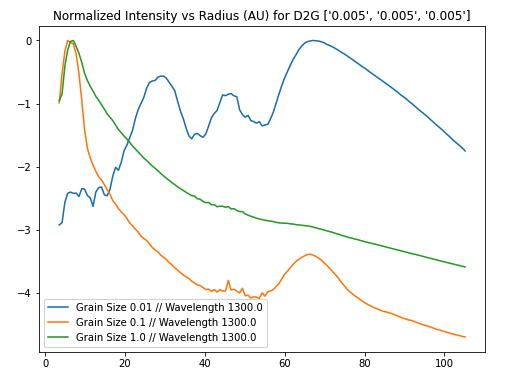 Normalized Intensity vs Radius (AU) for D2G ['0.005', '0.005', '0.005']
0
−1
−2
−3
−4
Grain Size 0.01 // Wavelength 1300.0
Grain Size 0.1 // Wavelength 1300.0
Grain Size 1.0 // Wavelength 1300.0
0 20 40 60 80 100